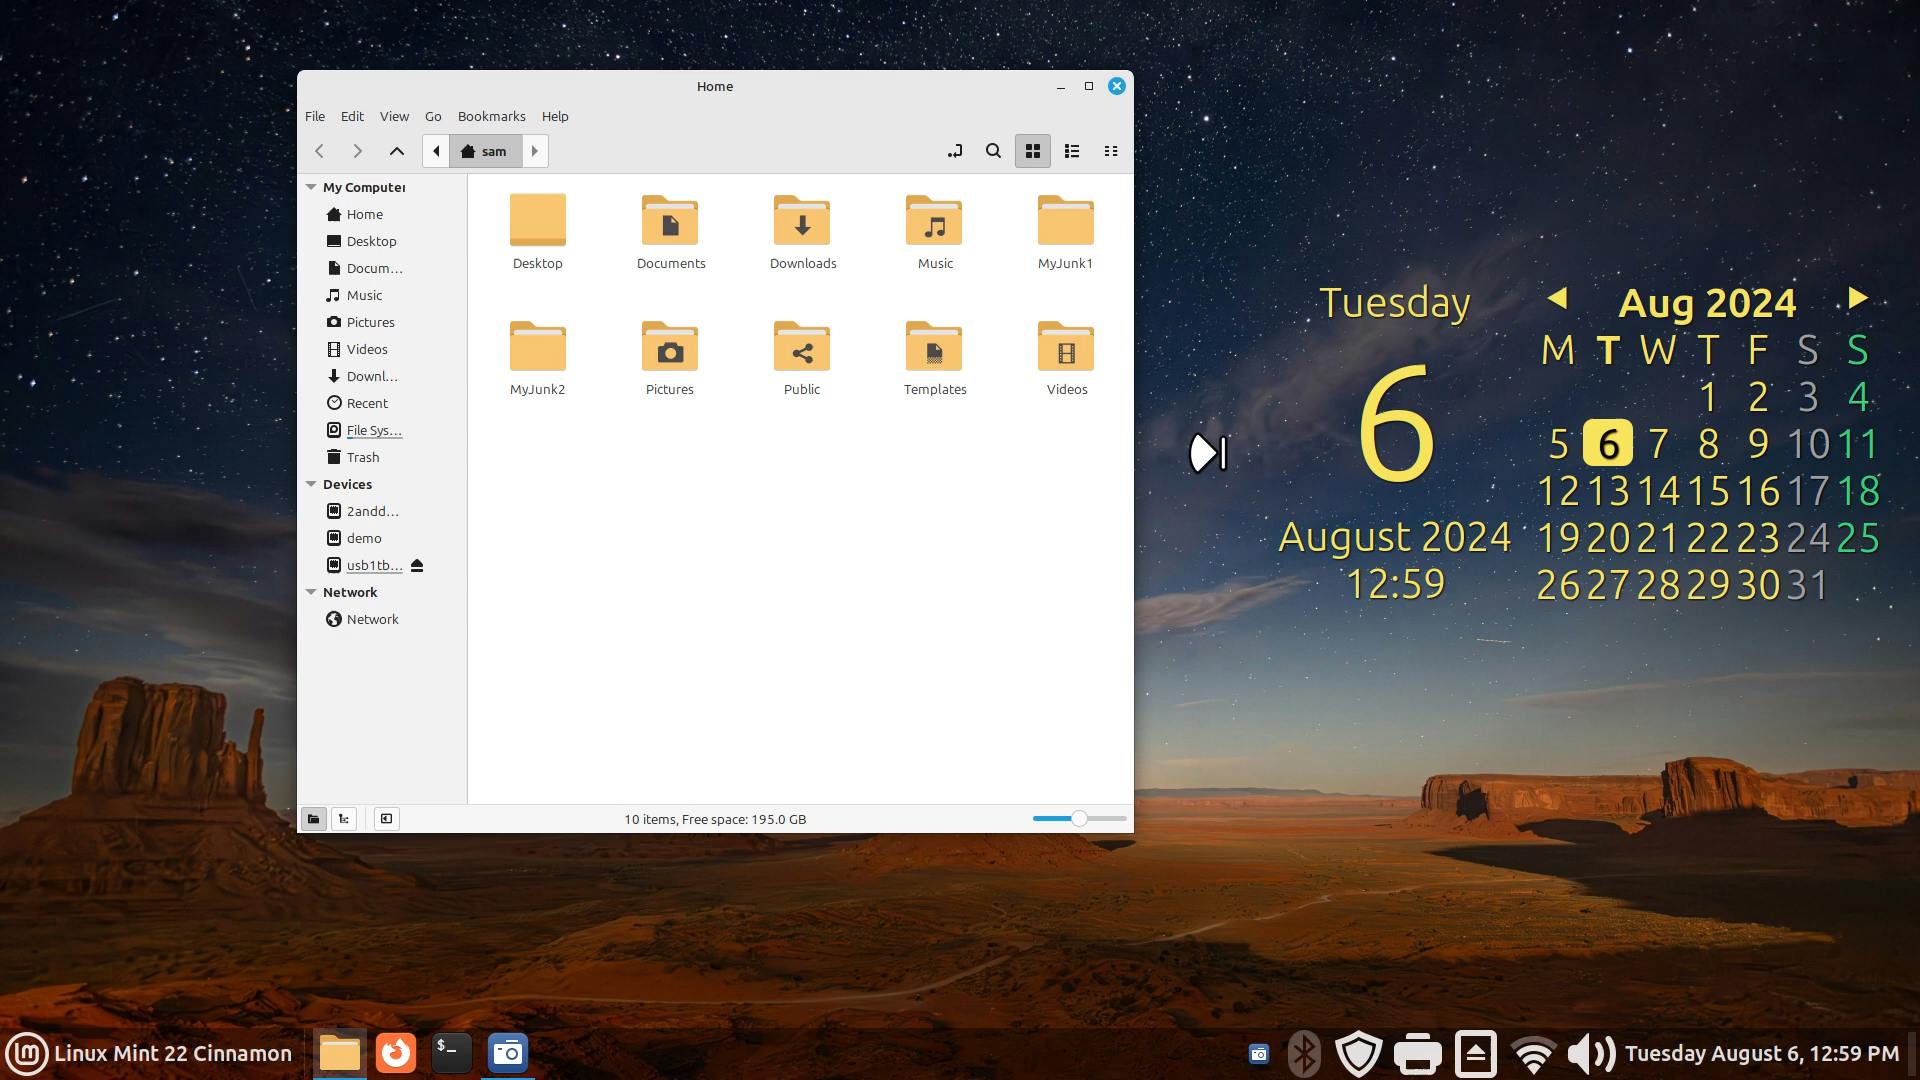 Home
File Edit View Go Bookmarks Help
sam
My Computer
Home
Desktop
Docum...
Music
Pictures
Videos
Downl...
Recent
File Sys...
Trash
Devices
2andd...
demo
usb1tb...
Network
Network
Desktop Documents Downloads Music MyJunk1
MyJunk2 Pictures Public Templates Videos
10 items, Free space: 195.0 GB
Tuesday
6
August 2024
12:59
Aug 2024
M T W T F S S
1 2 3 4
5 6 7 8 9 10 11
12 13 14 15 16 17 18
19 20 21 22 23 24 25
26 27 28 29 30 31
Linux Mint 22 Cinnamon
$_
Tuesday August 6, 12:59 PM